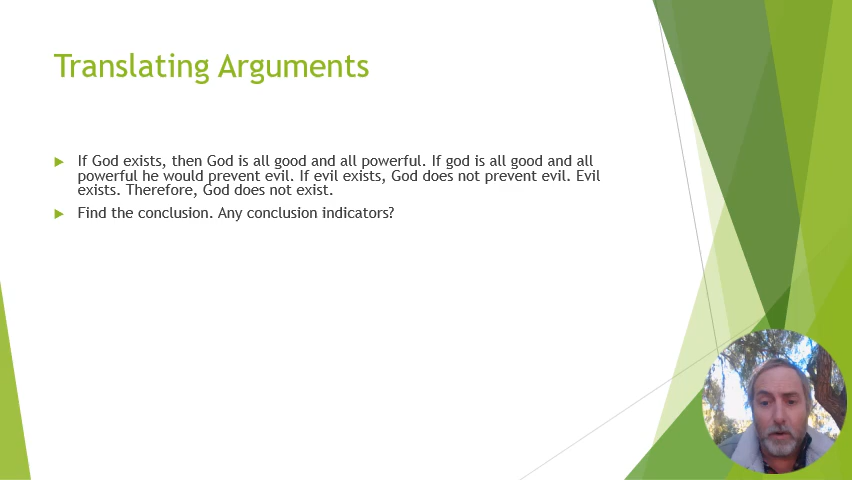 Translating Arguments
If God exists, then God is all good and all powerful. If god is all good and all
powerful he would prevent evil. If evil exists, God does not prevent evil. Evil
exists. Therefore, God does not exist.
Find the conclusion. Any conclusion indicators?